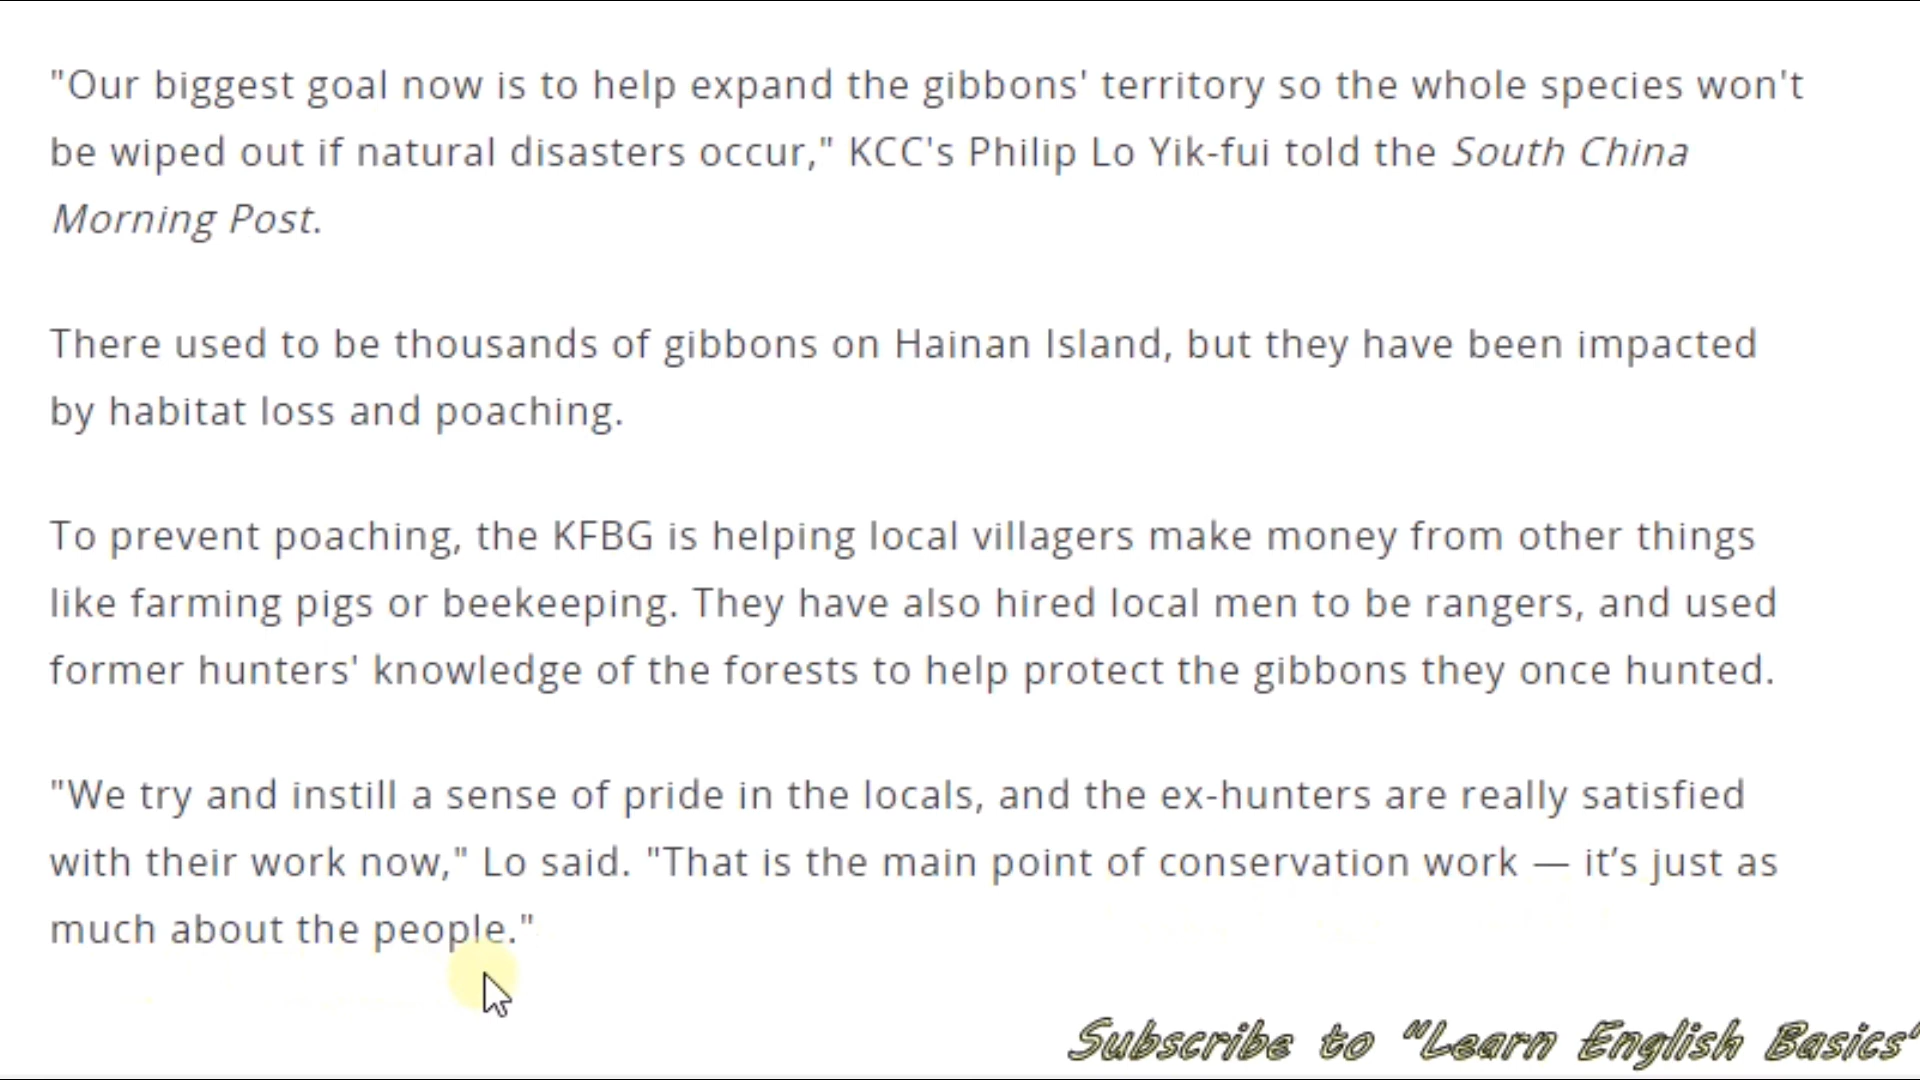 "Our biggest goal now is to help expand the gibbons' territory so the whole species won't
be wiped out if natural disasters occur," KCC's Philip Lo Yik-fui told the South China
Morning Post.
There used to be thousands of gibbons on Hainan Island, but they have been impacted
by habitat loss and poaching.
To prevent poaching, the KFBG is helping local villagers make money from other things
like farming pigs or beekeeping. They have also hired local men to be rangers, and used
former hunters' knowledge of the forests to help protect the gibbons they once hunted.
"We try and instill a sense of pride in the locals, and the ex-hunters are really satisfied
with their work now," Lo said. "That is the main point of conservation work — it’s just as
much about the people."
Subscribe to "Learn English Basics"